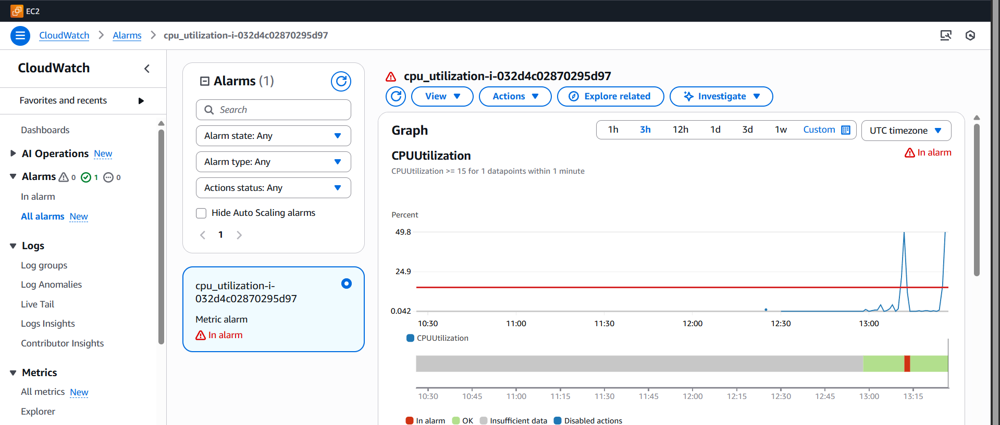 EC2
CloudWatch > Alarms > cpu_utilization-i-032d4c02870295d97
CloudWatch
Favorites and recents
Dashboards
AI Operations New
Alarms 0 1 0
In alarm
All alarms New
Logs
Log groups
Log Anomalies
Live Tail
Logs Insights
Contributor Insights
Metrics
All metrics New
Explorer
Alarms (1)
Search
Alarm state: Any
Alarm type: Any
Actions status: Any
Hide Auto Scaling alarms
1
cpu_utilization-i-
032d4c02870295d97
Metric alarm
In alarm
cpu_utilization-i-032d4c02870295d97
View Actions Explore related Investigate
Graph 1h 3h 12h 1d 3d 1w Custom UTC timezone
CPUUtilization In alarm
CPUUtilization >= 15 for 1 datapoints within 1 minute
Percent
49.8
24.9
0.042
10:30 11:00 11:30 12:00 12:30 13:00
CPUUtilization
10:30 10:45 11:00 11:15 11:30 11:45 12:00 12:15 12:30 12:45 13:00 13:15
In alarm OK Insufficient data Disabled actions